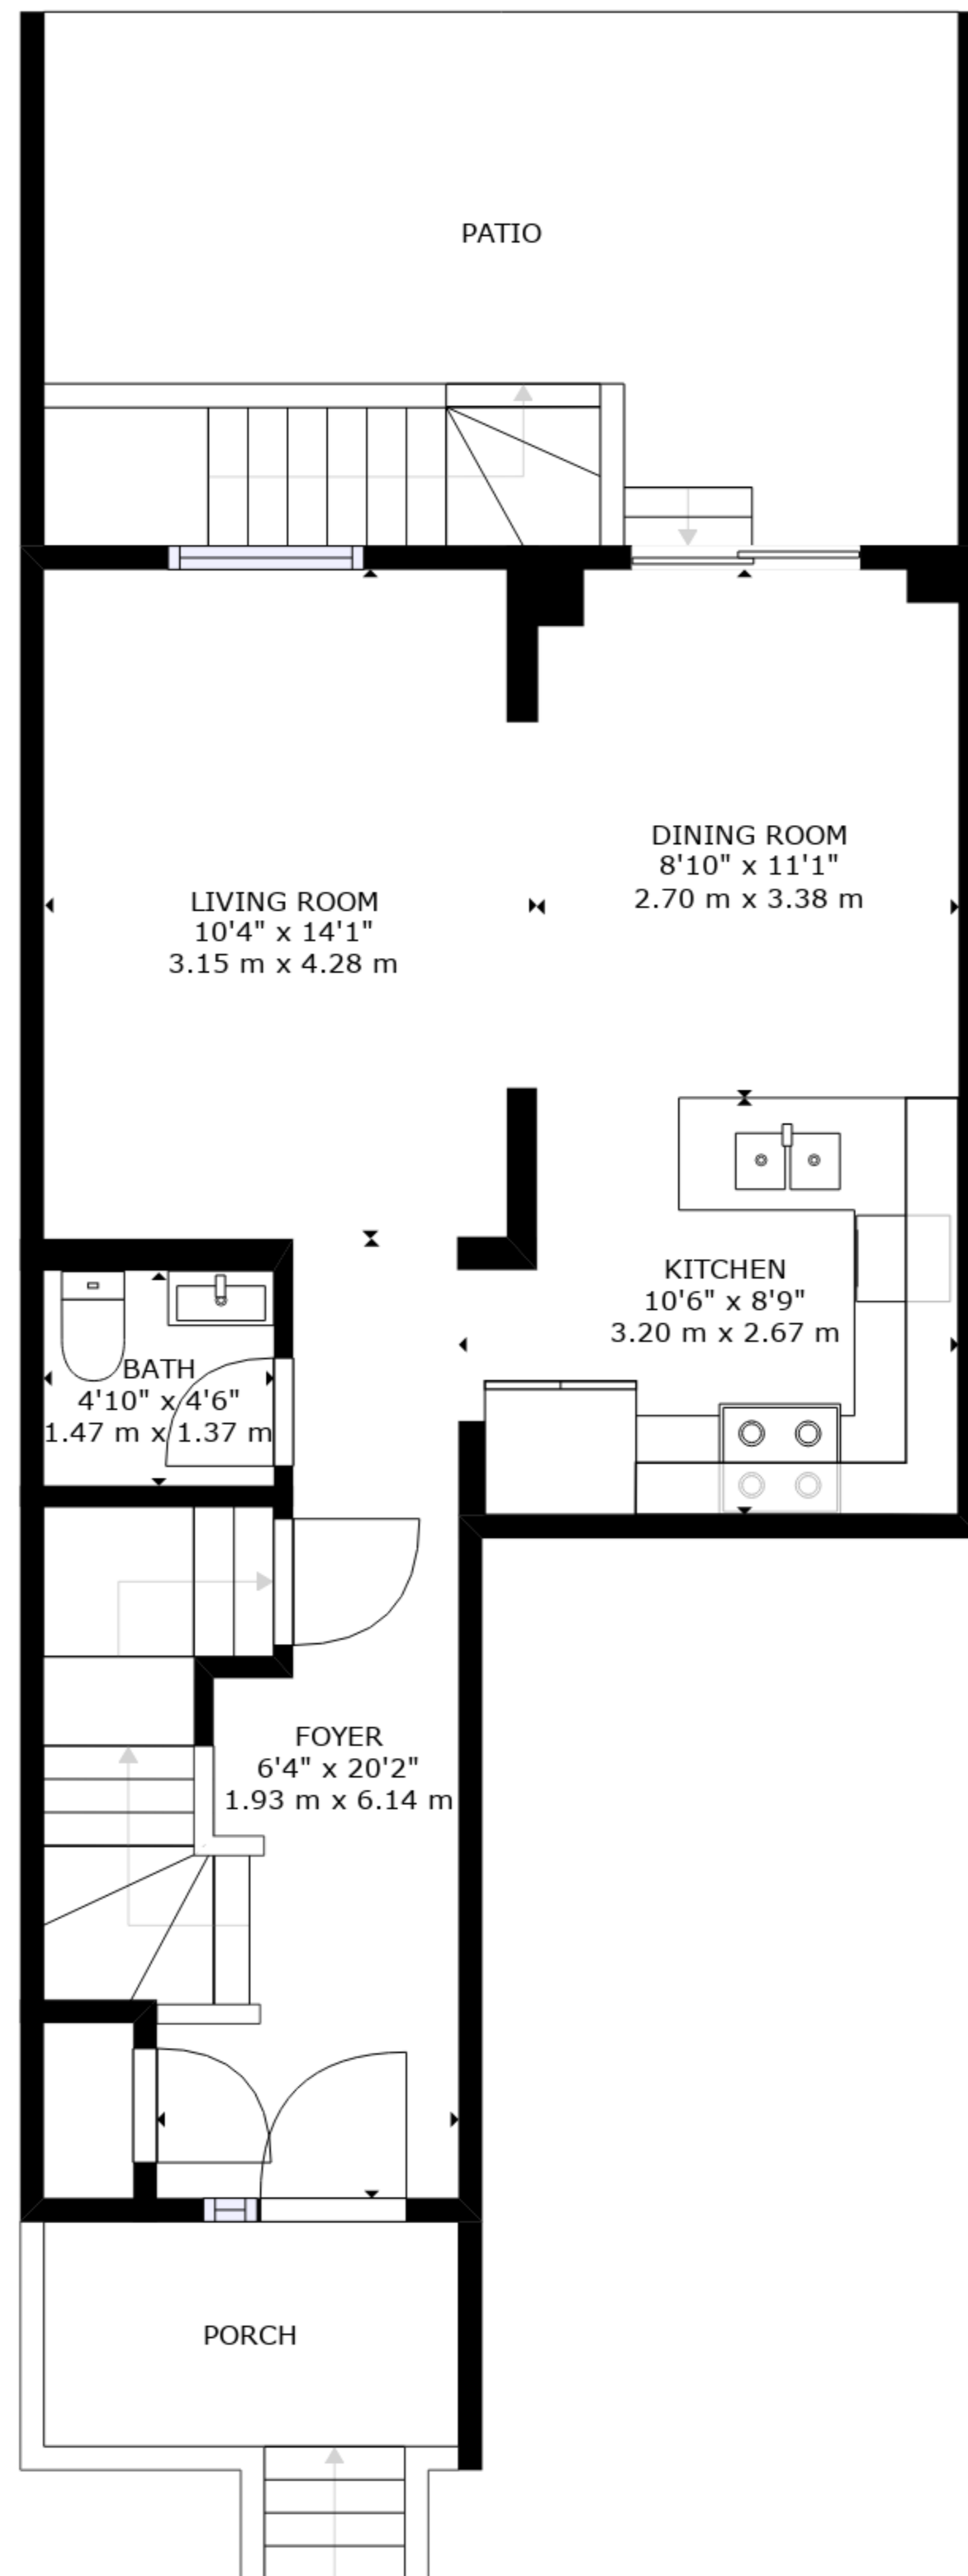 PATIO
DINING ROOM
8'10" x 11'1"
2.70 m x 3.38 m
LIVING ROOM
10'4" x 14'1"
3.15 m x 4.28 m
KITCHEN
10'6" x 8'9"
3.20 m x 2.67 m
BATH
4'10" x 4'6"
1.47 m x 1.37 m
FOYER
6'4" x 20'2"
1.93 m x 6.14 m
PORCH